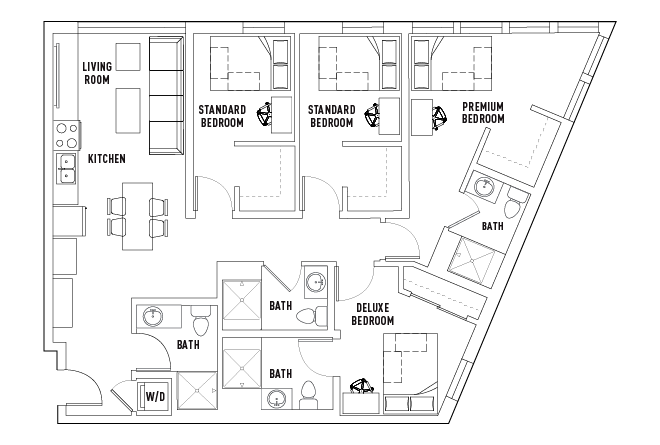 LIVING
ROOM
STANDARD
BEDROOM
STANDARD
BEDROOM
PREMIUM
BEDROOM
KITCHEN
BATH
BATH
DELUXE
BEDROOM
BATH
BATH
W/D